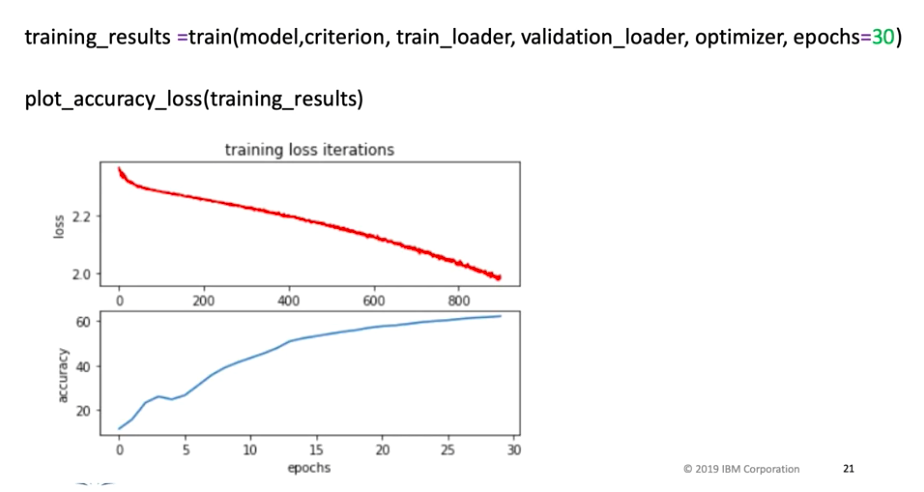 training_results =train(model,criterion, train_loader, validation_loader, optimizer, epochs=30)
plot_accuracy_loss(training_results)
training loss iterations
loss
2.2
2.0
0 200 400 600 800
accuracy
60
40
20
0 5 10 15 20 25 30
epochs
© 2019 IBM Corporation 21